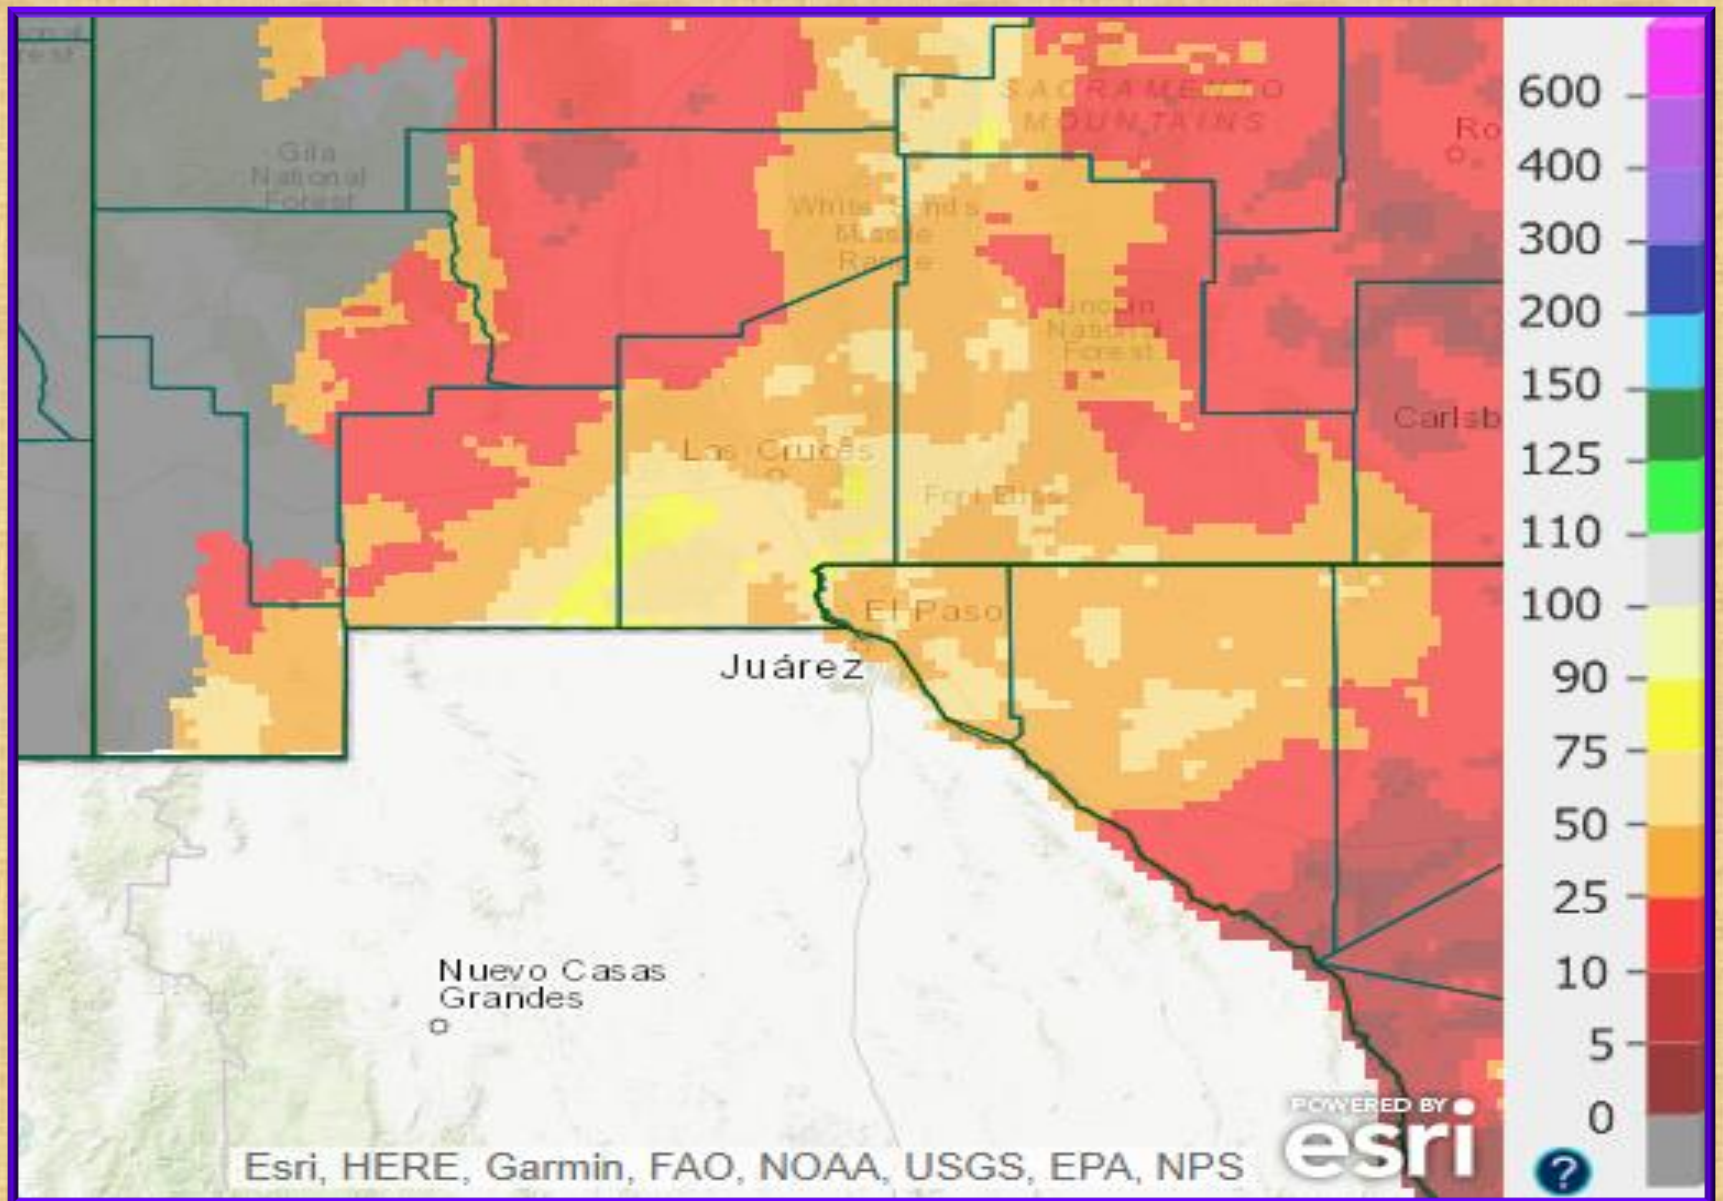 Gila
National
Forest
SACRAMENTO
MOUNTAINS
Ro
White Sands
Missile
Range
Lincoln
National
Forest
Las Cruces
Fort Bliss
Carlsb
El Paso
Juárez
Nuevo Casas
Grandes
600
400
300
200
150
125
110
100
90
75
50
25
10
5
0
POWERED BY
esri
Esri, HERE, Garmin, FAO, NOAA, USGS, EPA, NPS
?